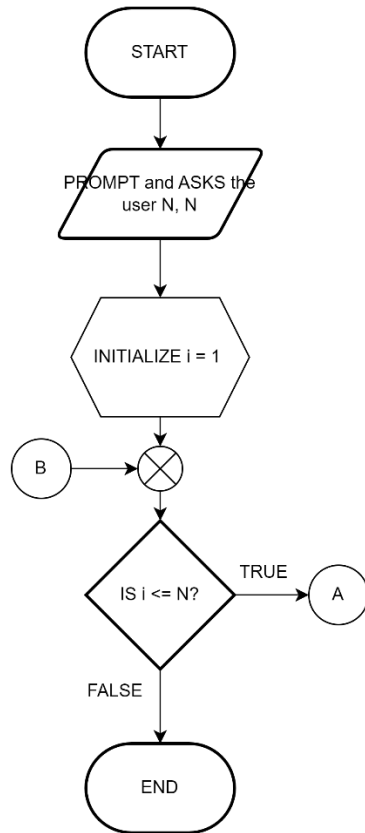 START
PROMPT and ASKS the
user N, N
INITIALIZE i = 1
B
IS i <= N?
TRUE
A
FALSE
END